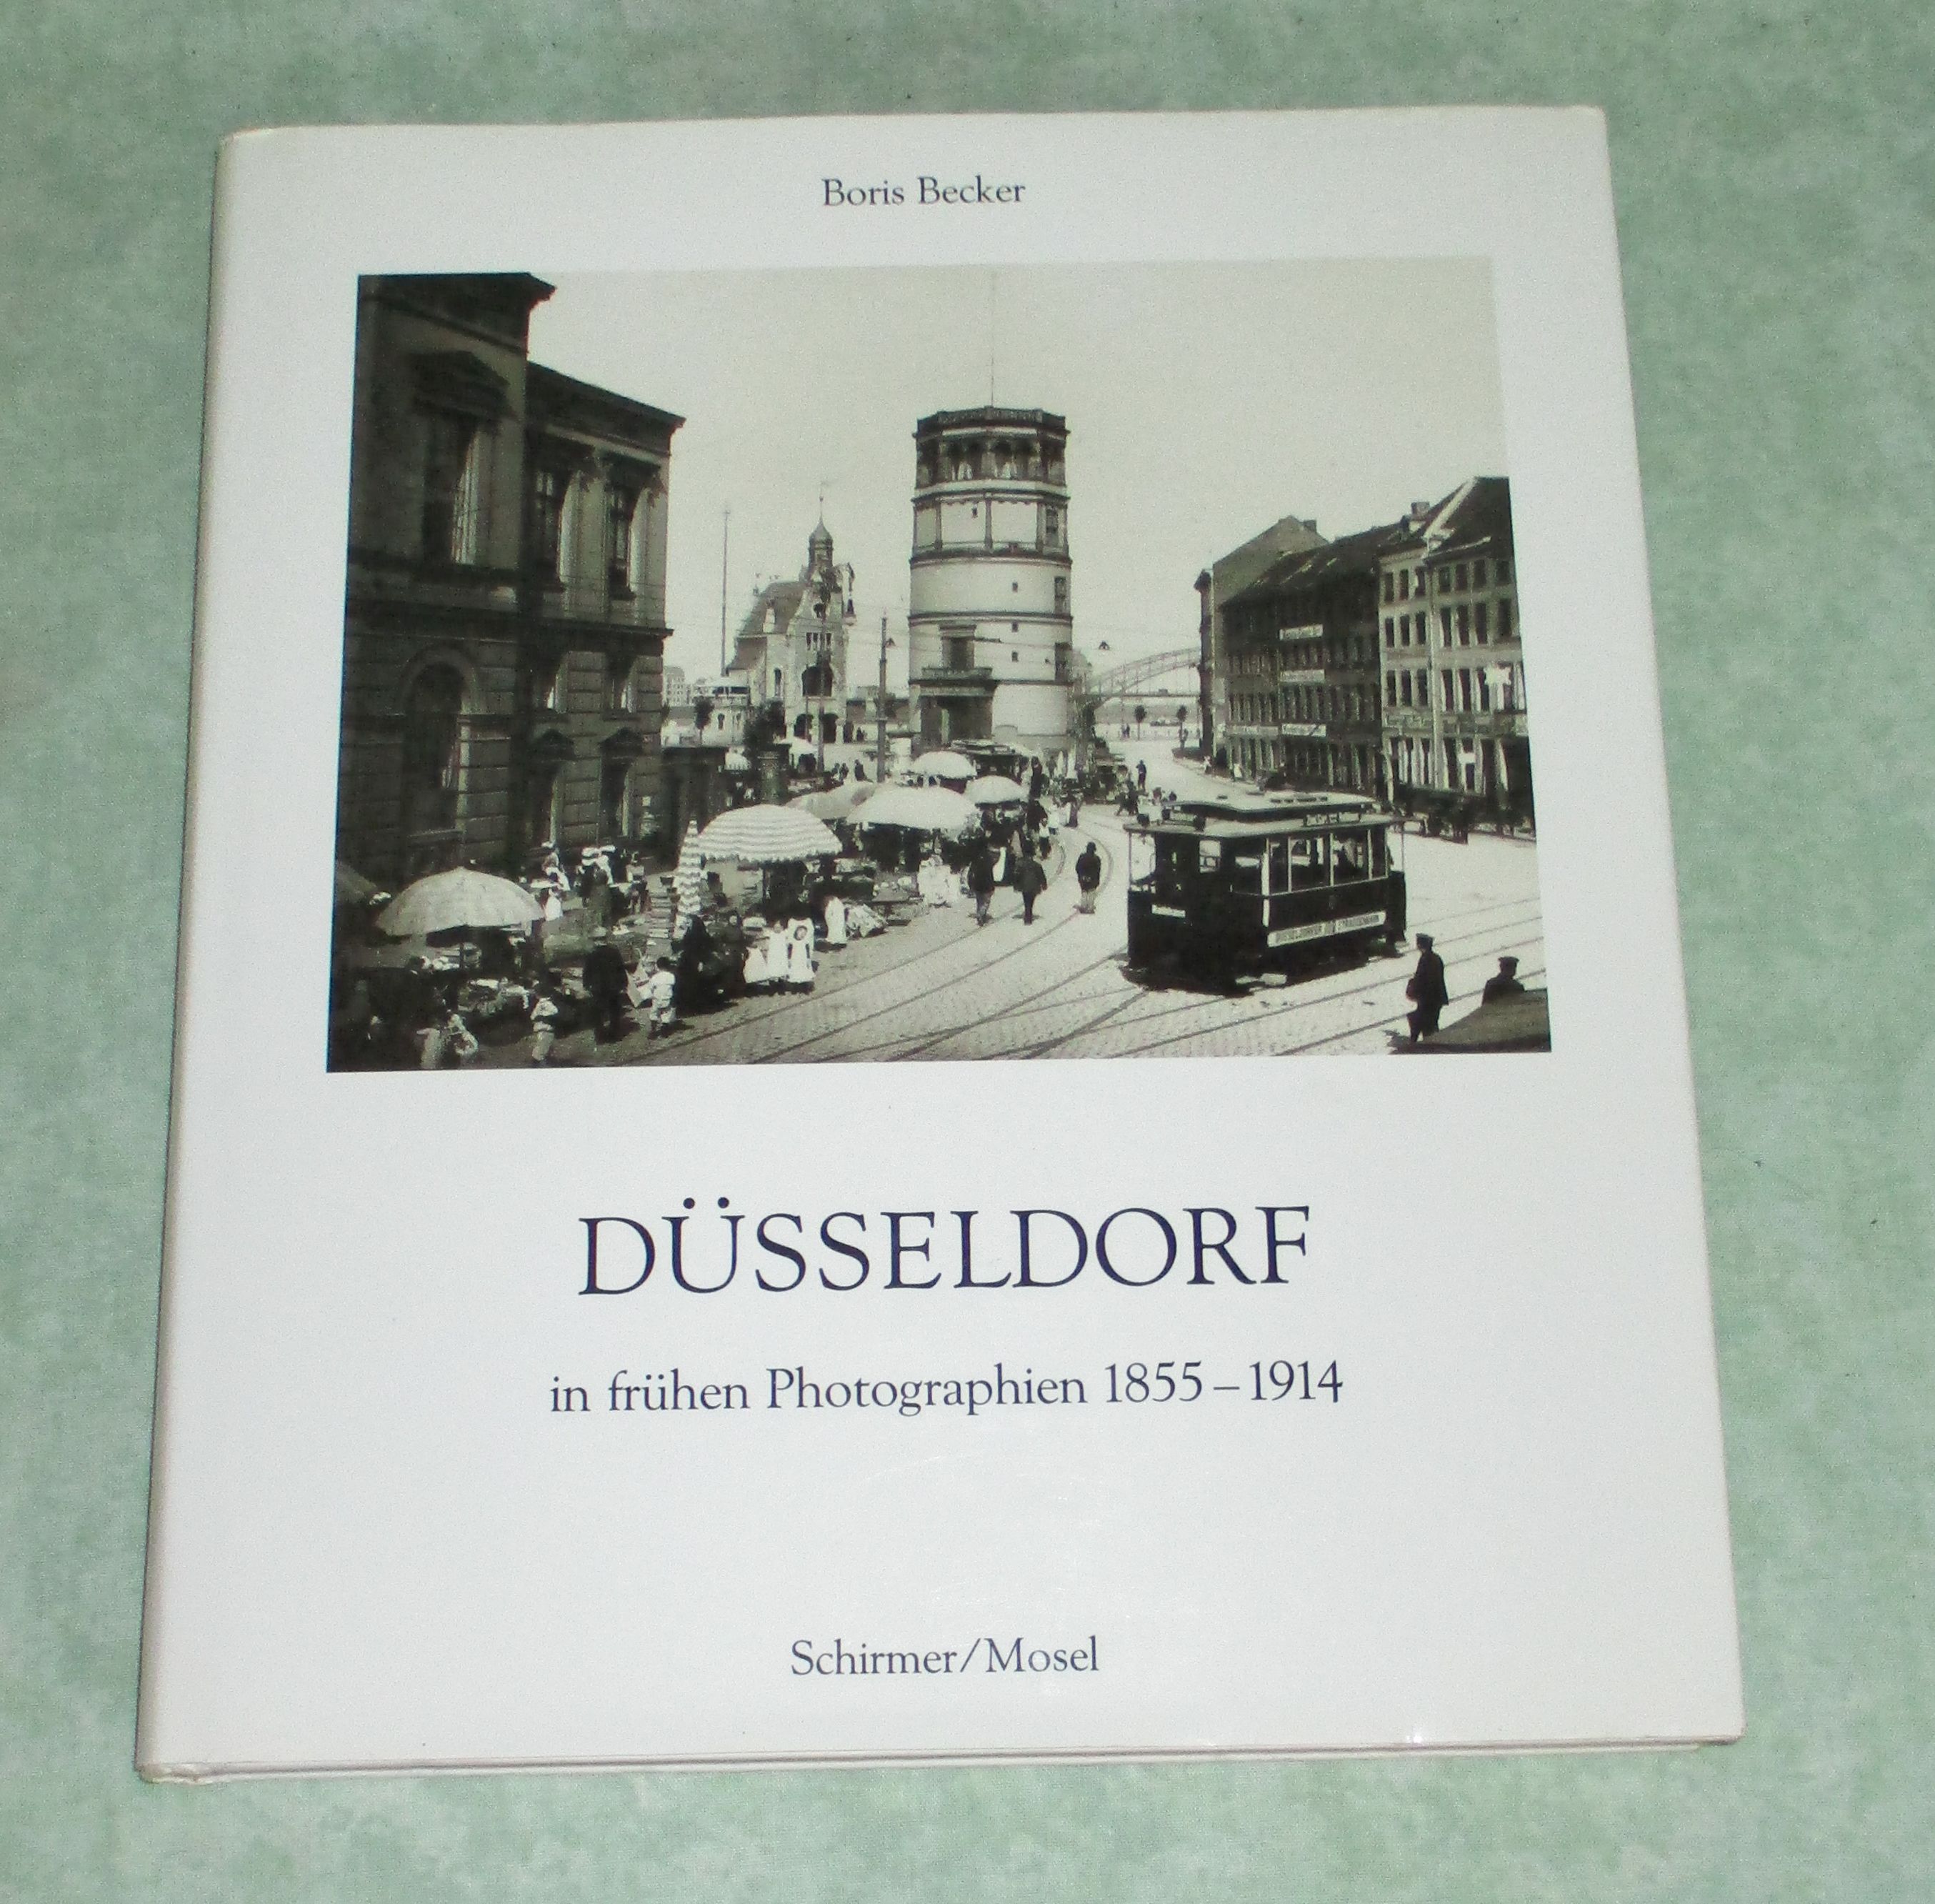 Boris Becker
DÜSSELDORF
in frühen Photographien 1855–1914
Schirmer/Mosel